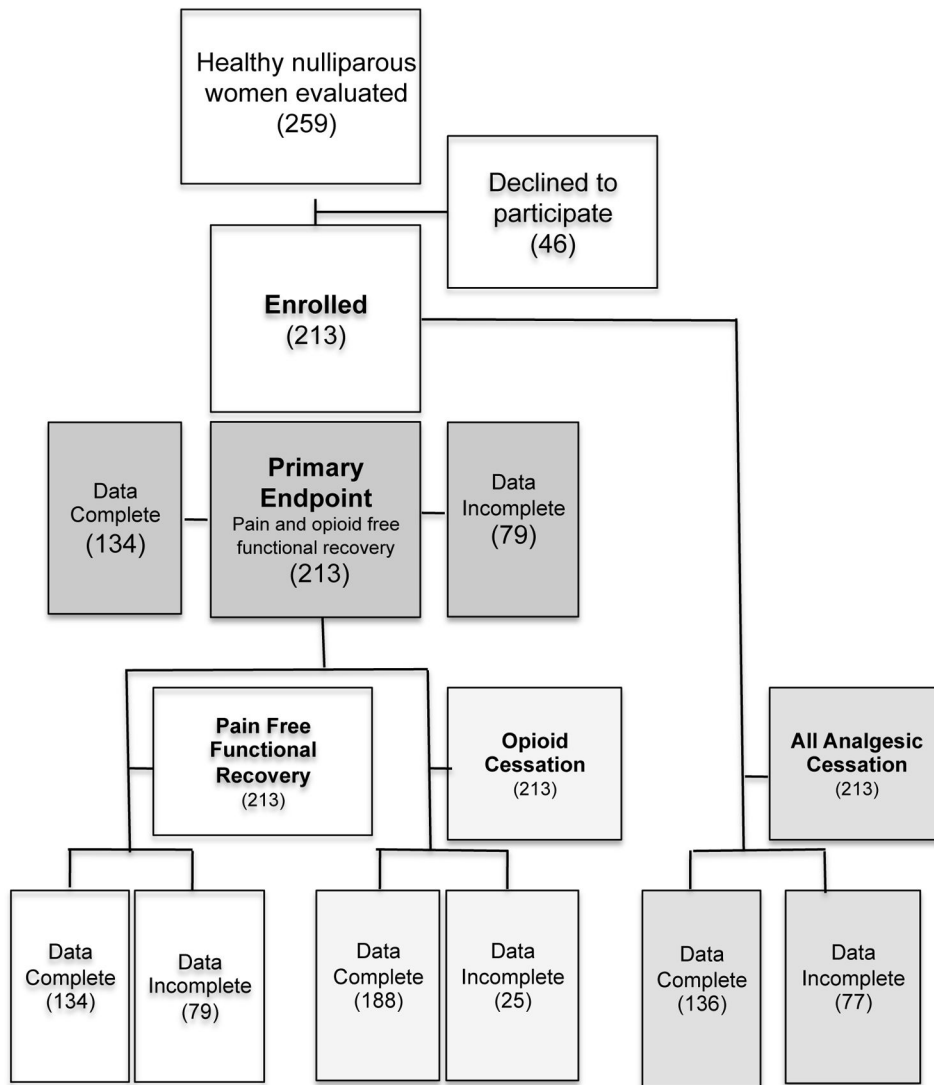 Healthy nulliparous
women evaluated
(259)
Declined to
participate
(46)
Enrolled
(213)
Data
Complete
(134)
Primary
Endpoint
Pain and opioid free
functional recovery
(213)
Data
Incomplete
(79)
Pain Free
Functional
Recovery
(213)
Opioid
Cessation
(213)
All Analgesic
Cessation
(213)
Data
Complete
(134)
Data
Incomplete
(79)
Data
Complete
(188)
Data
Incomplete
(25)
Data
Complete
(136)
Data
Incomplete
(77)